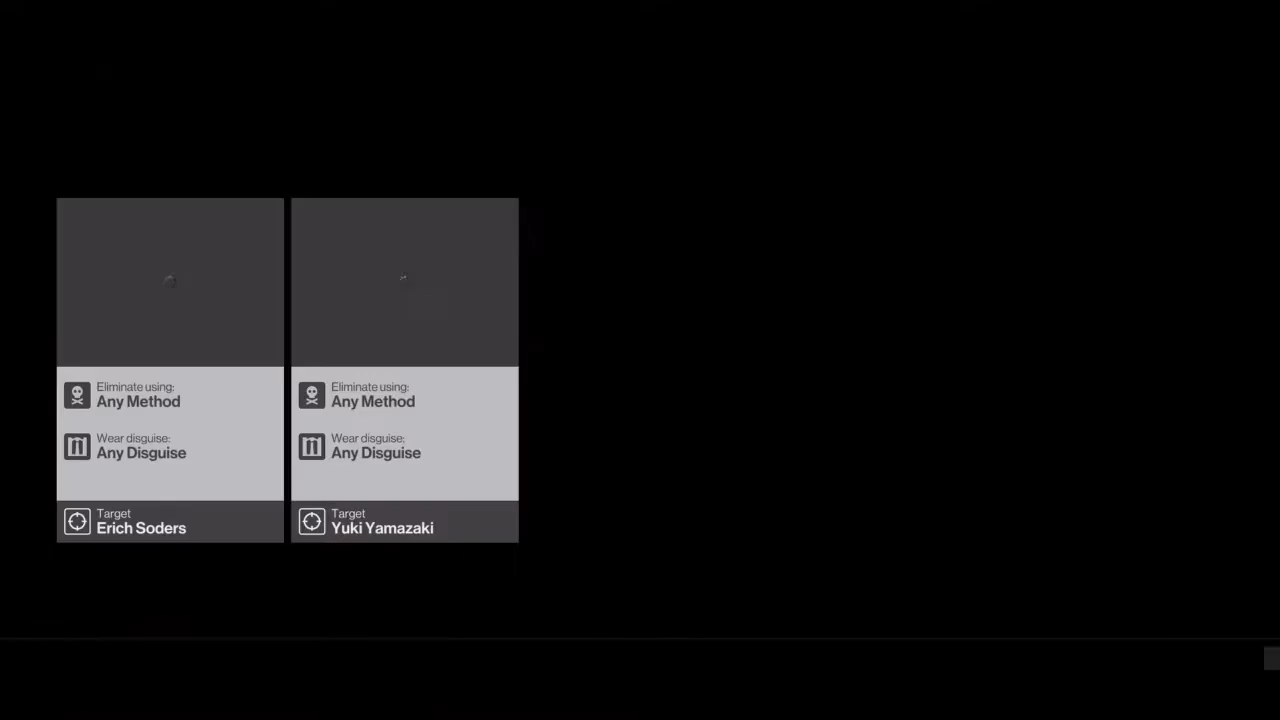 Eliminate using:
Any Method
Wear disguise:
Any Disguise
Target
Erich Soders
Eliminate using:
Any Method
Wear disguise:
Any Disguise
Target
Yuki Yamazaki